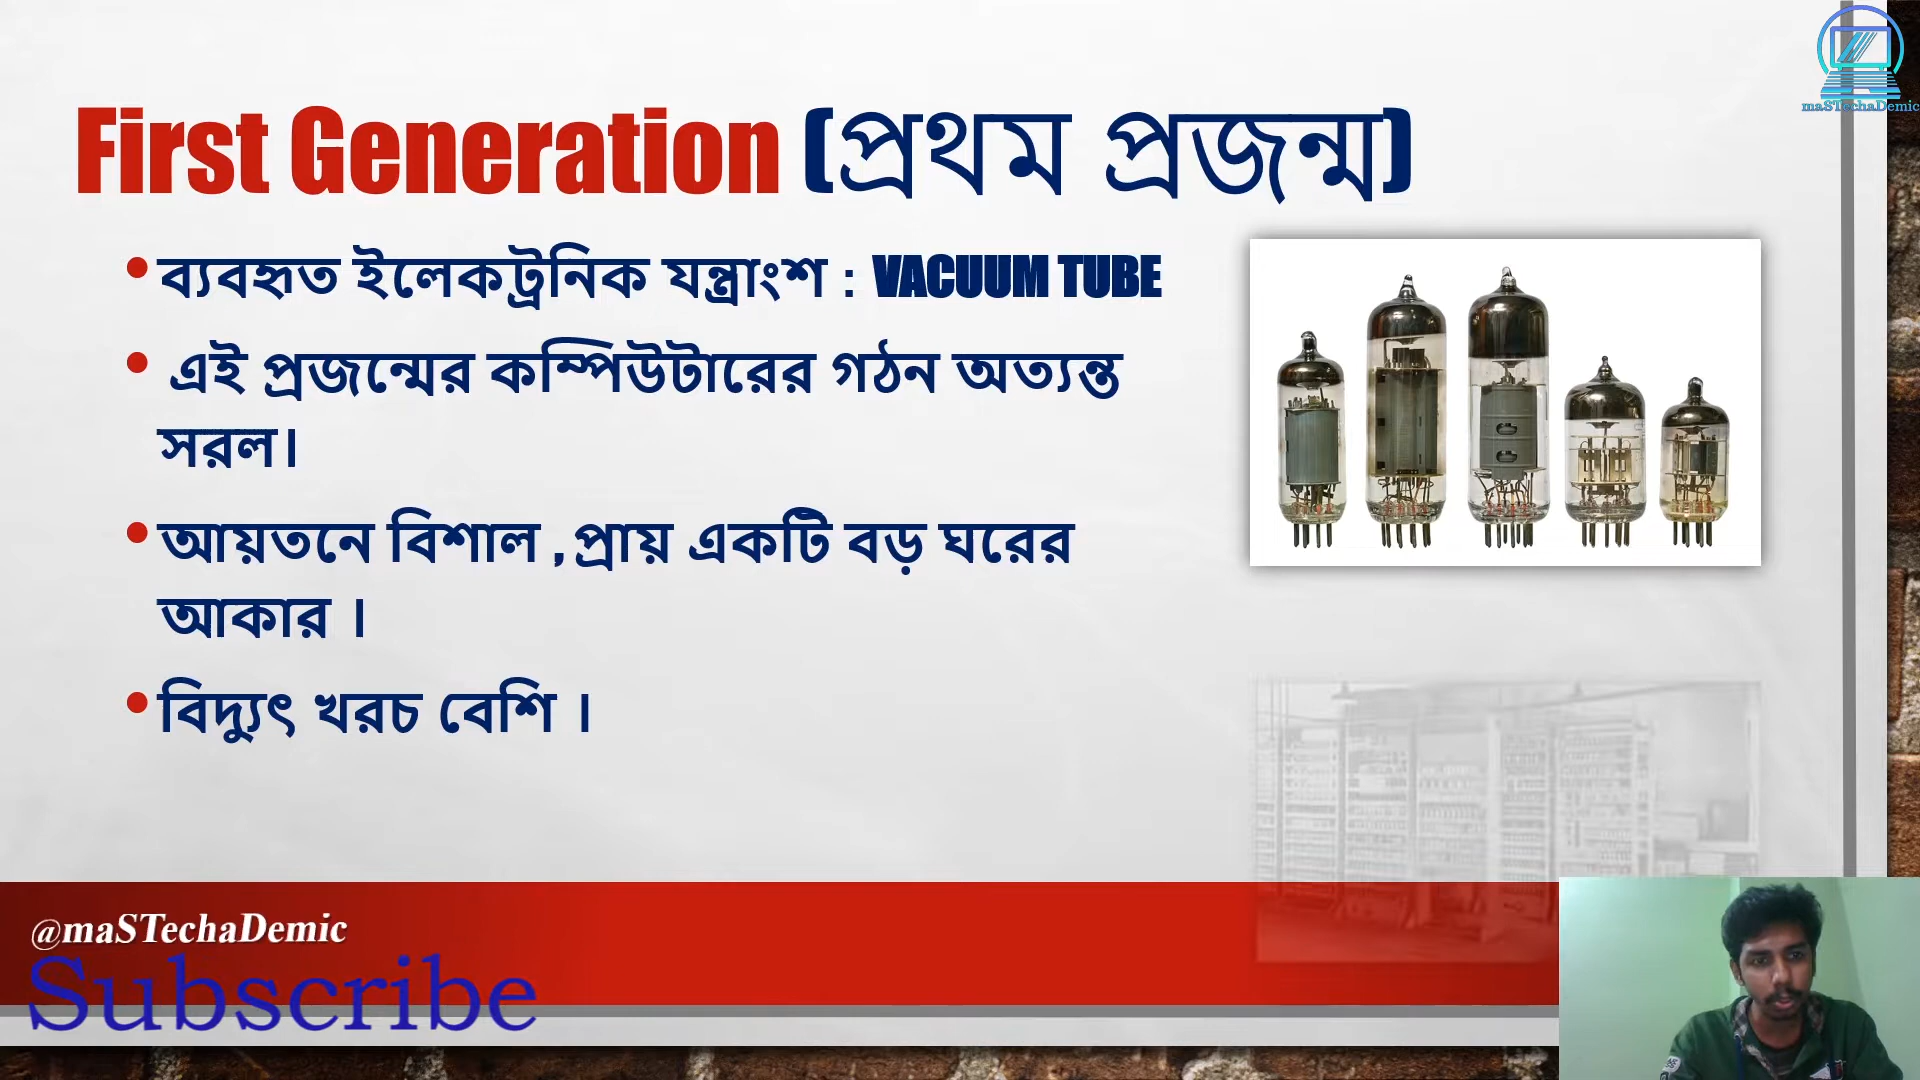 maSTechaDemic
First Generation (প্রথম প্রজন্ম)
• ব্যবহৃত ইলেকট্রনিক যন্ত্রাংশ : VACUUM TUBE
• এই প্রজন্মের কম্পিউটারের গঠন অত্যন্ত
সরল।
• আয়তনে বিশাল , প্রায় একটি বড় ঘরের
আকার ।
• বিদ্যুৎ খরচ বেশি ।
@maSTechaDemic
Subscribe